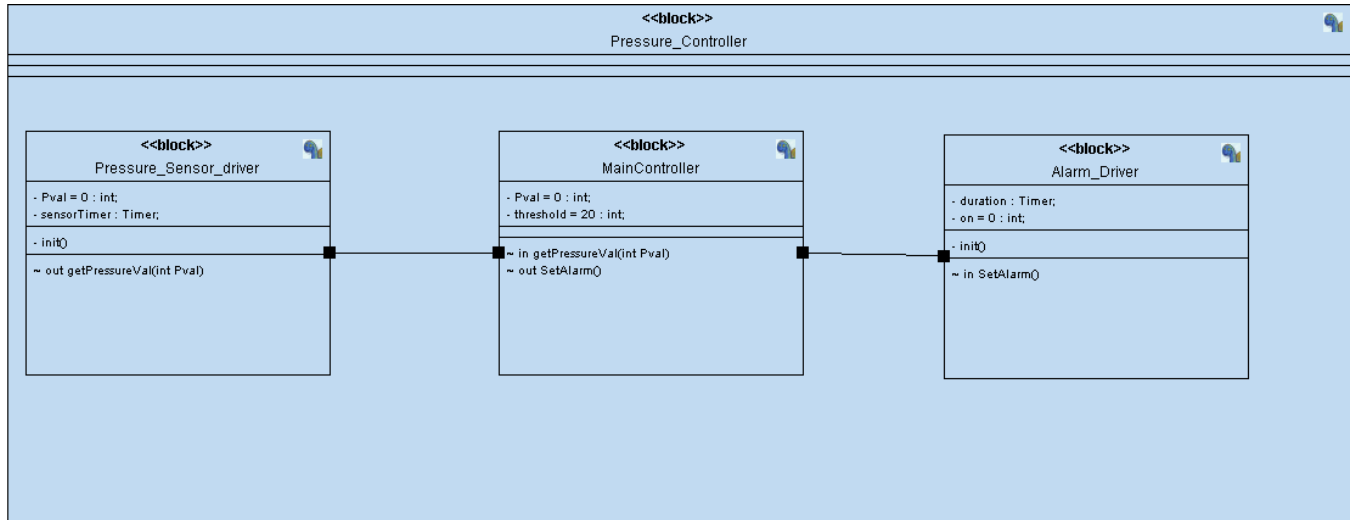 <<block>>
Pressure_Controller
<<block>>
Pressure_Sensor_driver
- Pval = 0 : int;
- sensorTimer : Timer;
- init()
~ out getPressureVal(int Pval)
<<block>>
MainController
- Pval = 0 : int;
- threshold = 20 : int;
~ in getPressureVal(int Pval)
~ out SetAlarm()
<<block>>
Alarm_Driver
- duration : Timer;
- on = 0 : int;
- init()
~ in SetAlarm()